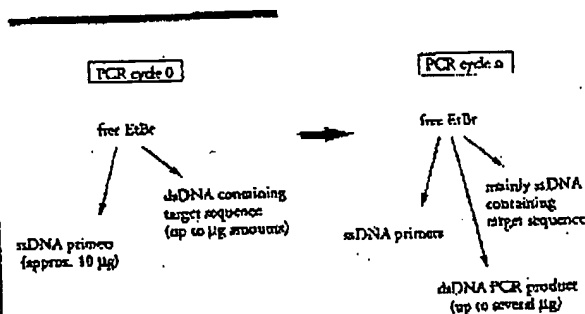 PCR cycle 0
free EtBr
dsDNA containing
target sequence
(up to µg amounts)
ssDNA primers
(approx. 10 µg)
PCR cycle n
free EtBr
mainly ssDNA
containing
target sequence
ssDNA primers
dsDNA PCR product
(up to several µg)